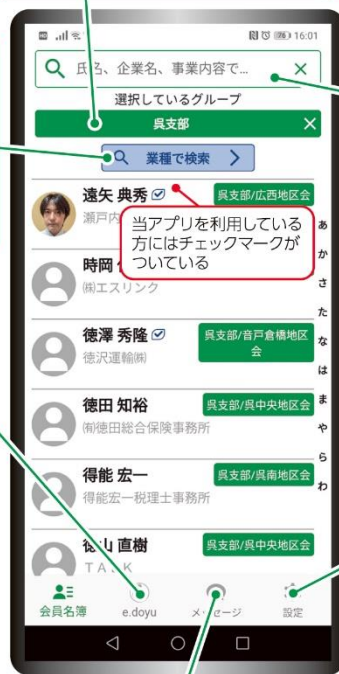 16:01
氏名、企業名、事業内容で...
選択しているグループ
呉支部
業種で検索
遠矢 典秀
呉支部/広西地区会
瀬戸内
当アプリを利用している
方にはチェックマークが
ついている
時岡
㈱エスリンク
徳澤 秀隆
呉支部/音戸倉橋地区
会
徳沢運輸㈱
徳田 知裕
呉支部/呉中央地区会
㈲徳田総合保険事務所
得能 宏一
呉支部/呉南地区会
得能宏一税理士事務所
徳山 直樹
呉支部/呉中央地区会
あ
か
さ
た
な
は
ま
や
ら
わ
会員名簿
e.doyu
メッセージ
設定